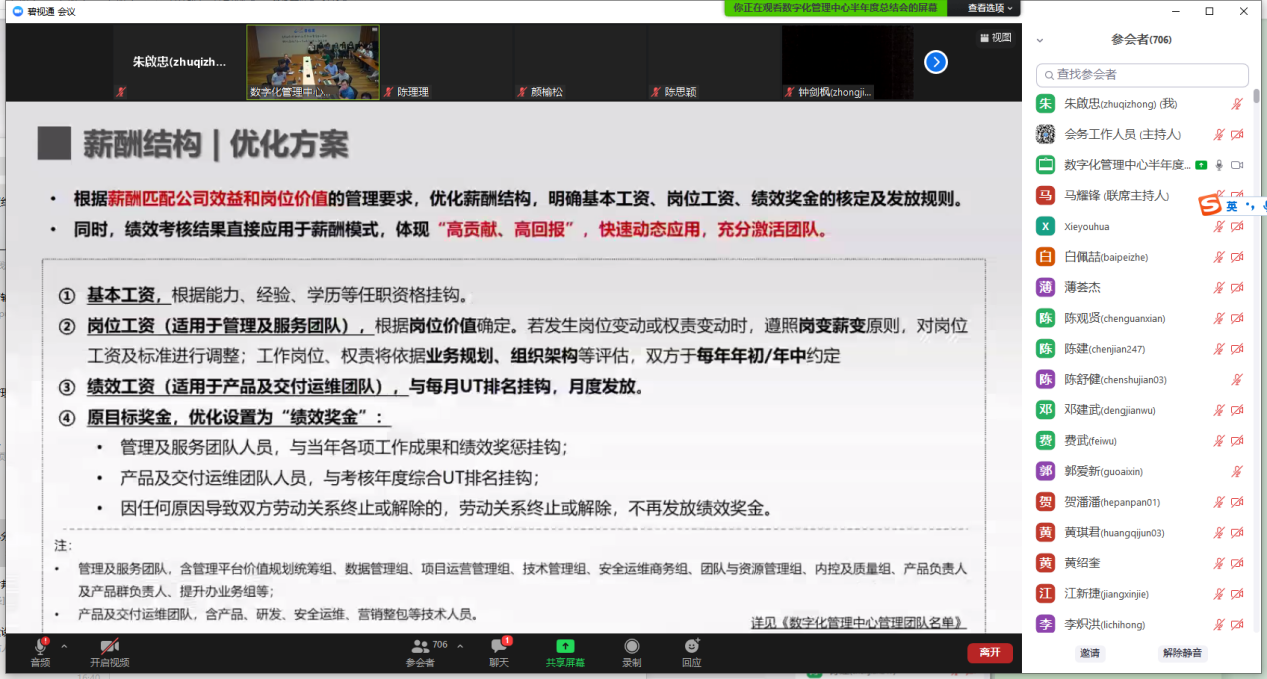 碧视通 会议
你正在观看数字化管理中心半年度总结会的屏幕
查看选项
朱啟忠(zhuqizh...
数字化管理中心...
陈理理
颜榆松
陈思颖
钟剑枫(zhongji...
视图
薪酬结构 | 优化方案
• 根据薪酬匹配公司效益和岗位价值的管理要求，优化薪酬结构，明确基本工资、岗位工资、绩效奖金的核定及发放规则。
• 同时，绩效考核结果直接应用于薪酬模式，体现“高贡献、高回报”，快速动态应用，充分激活团队。
① 基本工资，根据能力、经验、学历等任职资格挂钩。
② 岗位工资（适用于管理及服务团队），根据岗位价值确定。若发生岗位变动或权责变动时，遵照岗变薪变原则，对岗位
工资及标准进行调整；工作岗位、权责将依据业务规划、组织架构等评估，双方于每年年初/年中约定
③ 绩效工资（适用于产品及交付运维团队），与每月UT排名挂钩，月度发放。
④ 原目标奖金，优化设置为“绩效奖金”：
• 管理及服务团队人员，与当年各项工作成果和绩效奖惩挂钩；
• 产品及交付运维团队人员，与考核年度综合UT排名挂钩；
• 因任何原因导致双方劳动关系终止或解除的，劳动关系终止或解除，不再发放绩效奖金。
注：
• 管理及服务团队，含管理平台价值规划统筹组、数据管理组、项目运营管理组、技术管理组、安全运维商务组、团队与资源管理组、内控及质量组、产品负责人
及产品群负责人、提升办业务组等；
• 产品及交付运维团队，含产品、研发、安全运维、营销整包等技术人员。
详见《数字化管理中心管理团队名单》
音频
开启视频
706
参会者
1
聊天
共享屏幕
录制
回应
离开
参会者(706)
查找参会者
朱 朱啟忠(zhuqizhong) (我)
会务工作人员 (主持人)
数字化管理中心半年度...
马 马耀锋 (联席主持人)
英
X Xieyouhua
白 白佩喆(baipeizhe)
薄 薄荟杰
陈 陈观贤(chenguanxian)
陈 陈建(chenjian247)
陈 陈舒健(chenshujian03)
邓 邓建武(dengjianwu)
费 费武(feiwu)
郭 郭爱新(guoaixin)
贺 贺潘潘(hepanpan01)
黄 黄琪君(huangqijun03)
黄 黄绍奎
江 江新捷(jiangxinjie)
李 李炽洪(lichihong)
邀请
解除静音